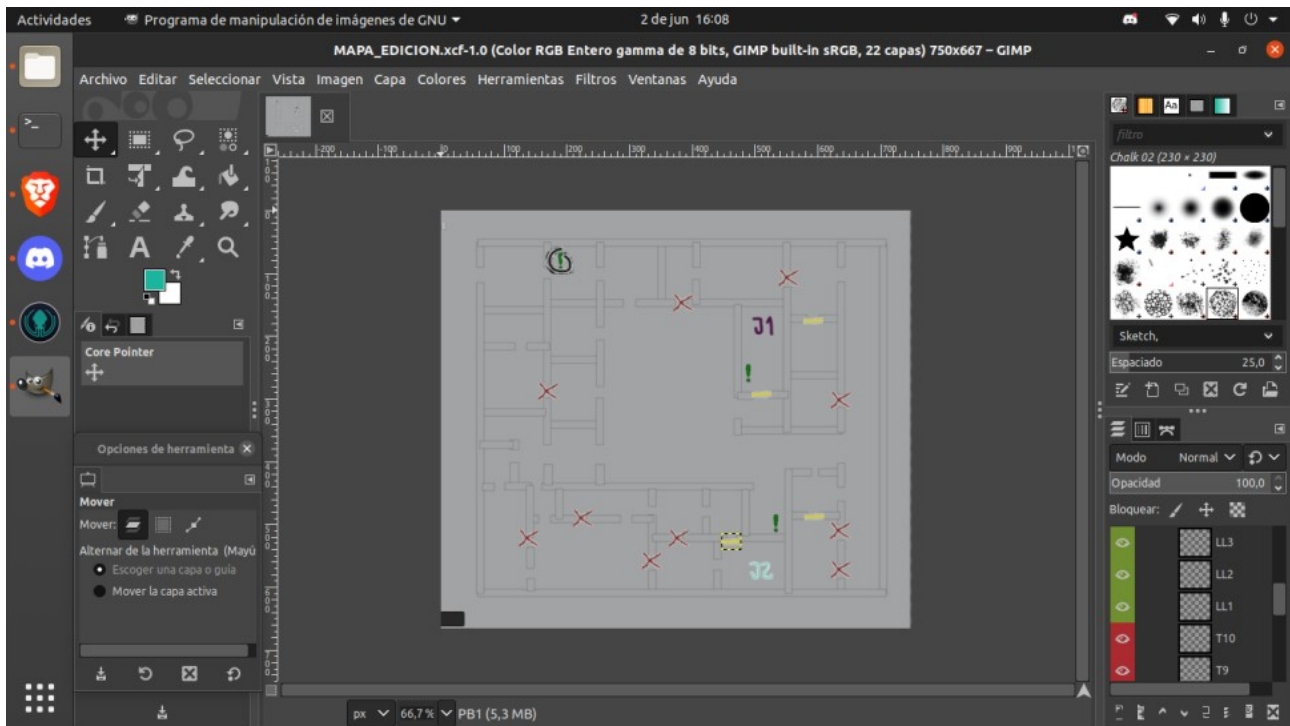 Actividades
Programa de manipulación de imágenes de GNU
2 de jun 16:08
MAPA_EDICION.xcf-1.0 (Color RGB Entero gamma de 8 bits, GIMP built-in sRGB, 22 capas) 750x667 – GIMP
Archivo Editar Seleccionar Vista Imagen Capa Colores Herramientas Filtros Ventanas Ayuda
filtro
Chalk 02 (230 × 230)
Sketch,
Espaciado 25,0
Core Pointer
Opciones de herramienta
Mover
Mover:
Alternar de la herramienta (Mayú
Escoger una capa o guía
Mover la capa activa
J1
!
!
!
J2
Modo Normal
Opacidad 100,0
Bloquear:
LL3
LL2
LL1
T10
T9
px 66,7 % PB1 (5,3 MB)